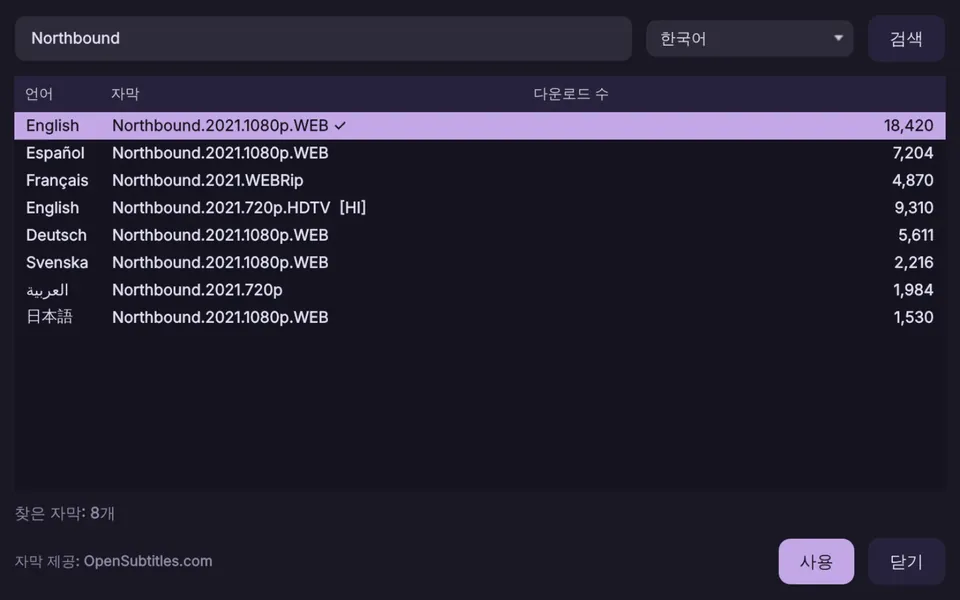 Northbound 한국어 검색
언어 자막 다운로드 수
English Northbound.2021.1080p.WEB ✓ 18,420
Español Northbound.2021.1080p.WEB 7,204
Français Northbound.2021.WEBRip 4,870
English Northbound.2021.720p.HDTV [HI] 9,310
Deutsch Northbound.2021.1080p.WEB 5,611
Svenska Northbound.2021.1080p.WEB 2,216
العربية Northbound.2021.720p 1,984
日本語 Northbound.2021.1080p.WEB 1,530
찾은 자막: 8개
자막 제공: OpenSubtitles.com 사용 닫기